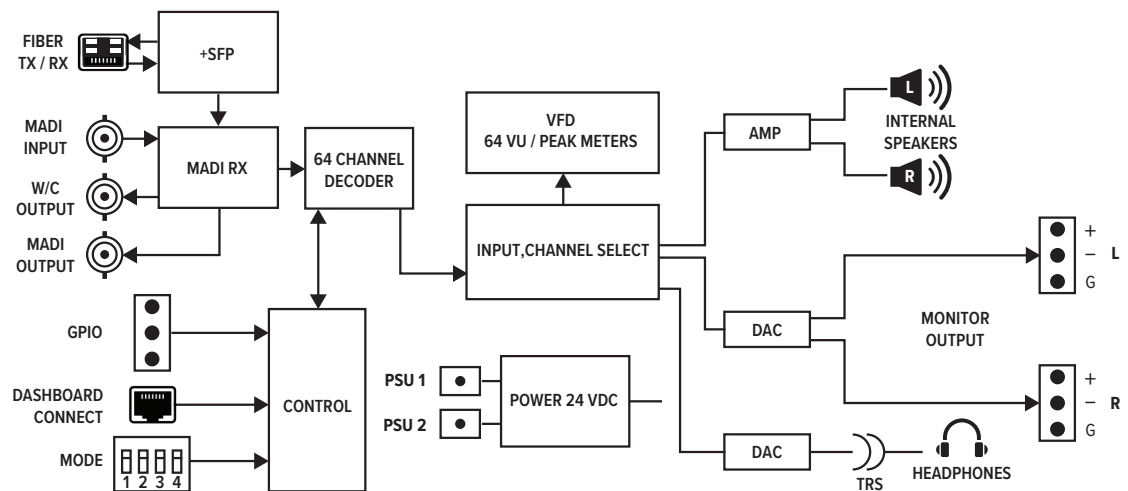 FIBER
TX / RX
+SFP
MADI
INPUT
MADI RX
64 CHANNEL
DECODER
W/C
OUTPUT
MADI
OUTPUT
VFD
64 VU / PEAK METERS
INPUT,CHANNEL SELECT
AMP
L
INTERNAL
SPEAKERS
R
+
−
L
G
DAC
MONITOR
OUTPUT
+
−
R
G
GPIO
DASHBOARD
CONNECT
MODE
1 2 3 4
CONTROL
PSU 1
PSU 2
POWER 24 VDC
DAC
TRS
HEADPHONES